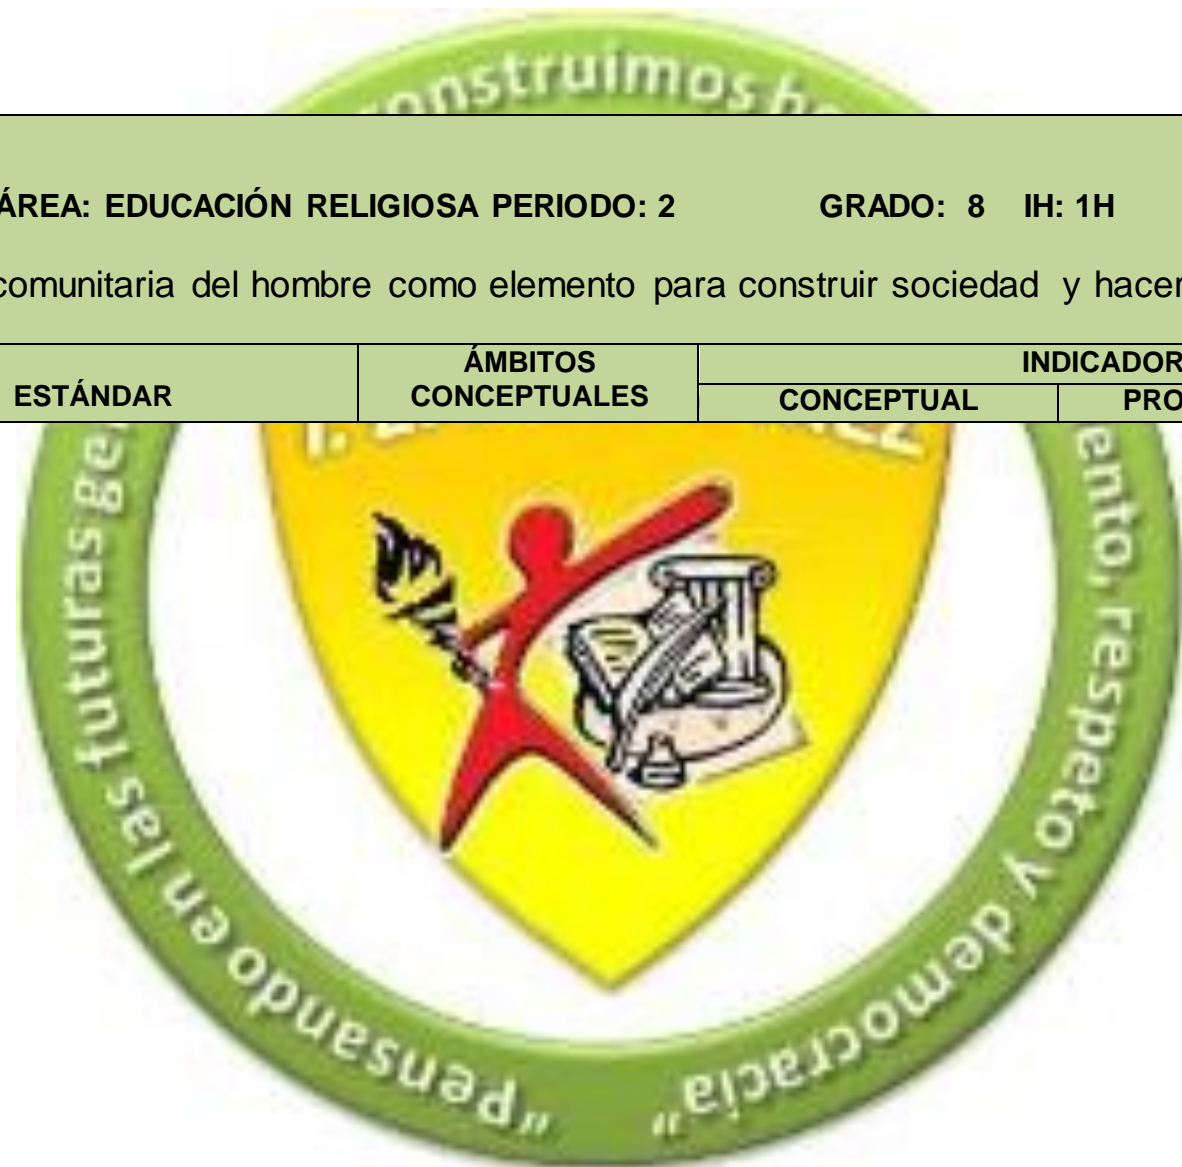 construimos
ÁREA: EDUCACIÓN RELIGIOSA PERIODO: 2 GRADO: 8 IH: 1H
comunitaria del hombre como elemento para construir sociedad y hacer
ESTÁNDAR
ÁMBITOS CONCEPTUALES
INDICADOR
CONCEPTUAL
PRO
"pensando en las futuras ge
ento, respeto y democracia"